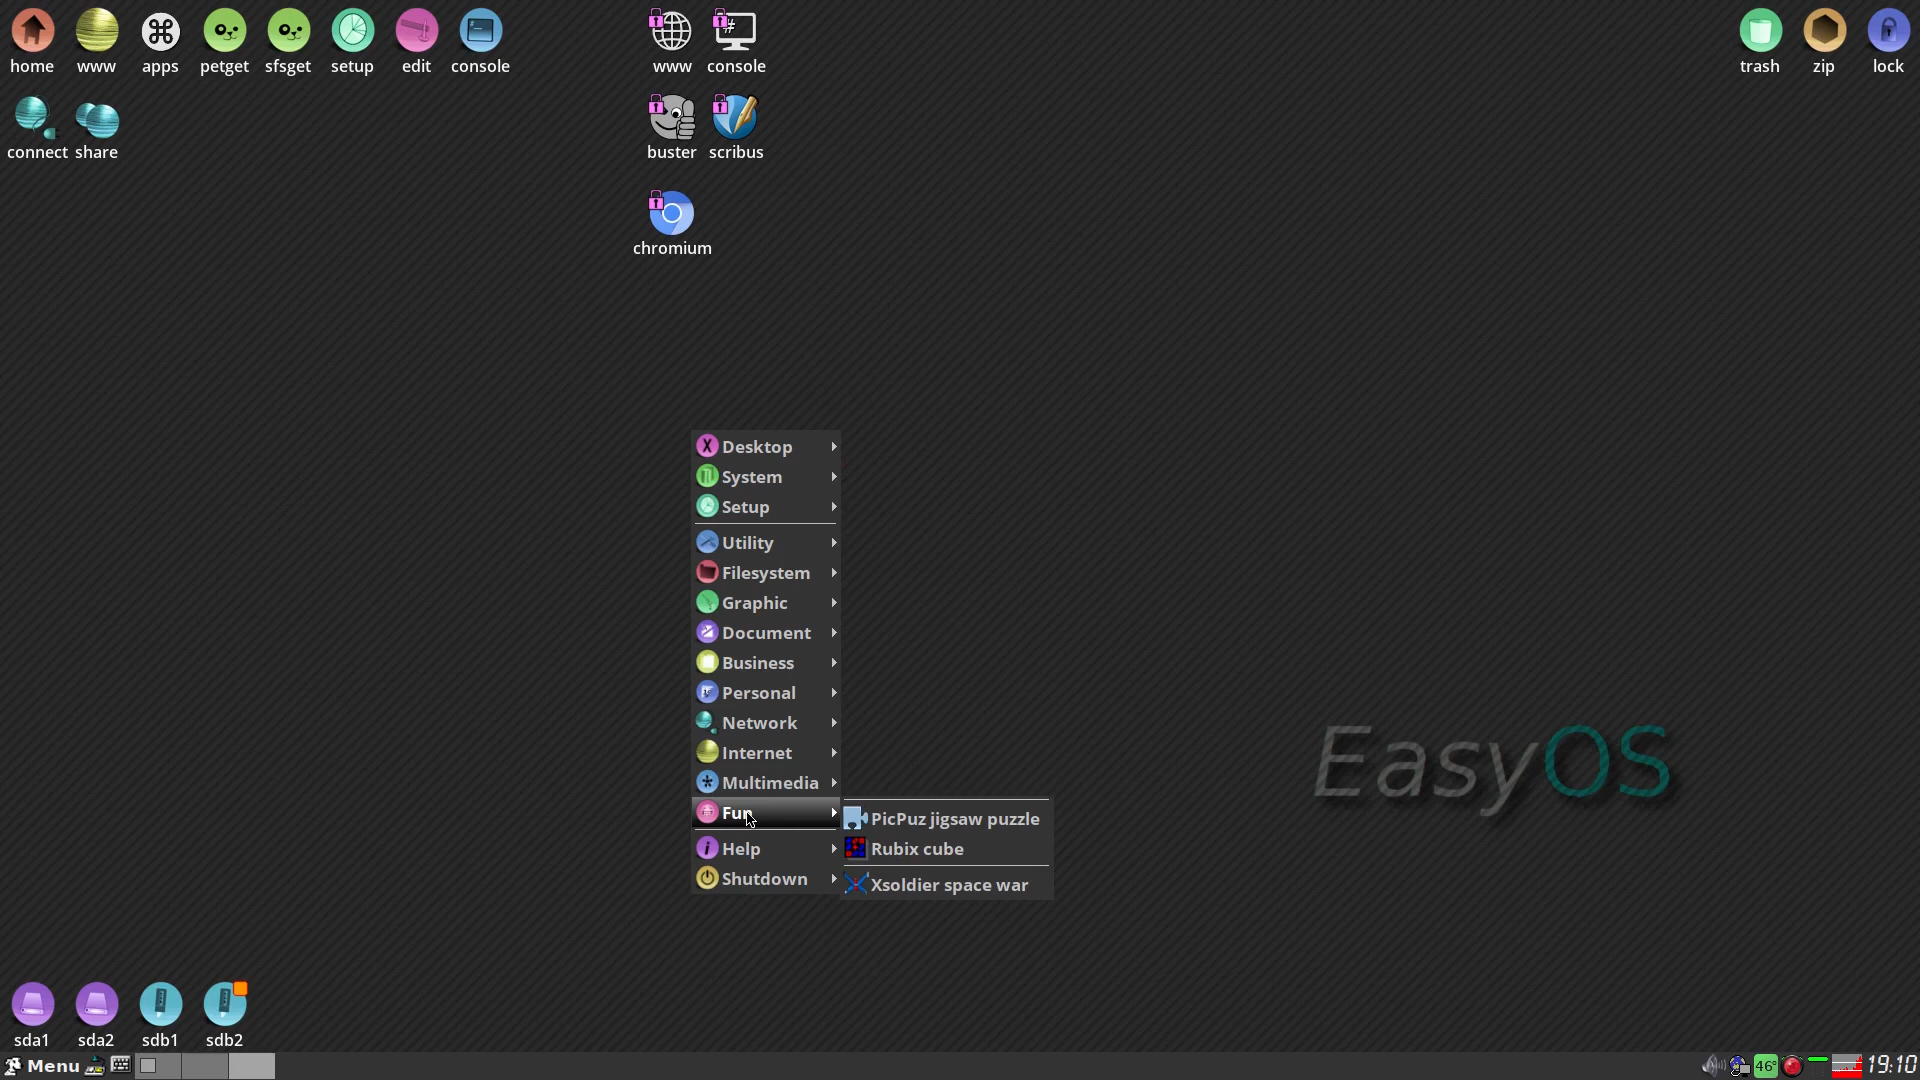 home www apps petget sfsget setup edit console www console trash zip lock
connect share buster scribus
chromium
Desktop
System
Setup
Utility
Filesystem
Graphic
Document
Business
Personal
Network
Internet
Multimedia
Fun
Help
Shutdown
PicPuz jigsaw puzzle
Rubix cube
Xsoldier space war
EasyOS
sda1 sda2 sdb1 sdb2
Menu 46° 19:10